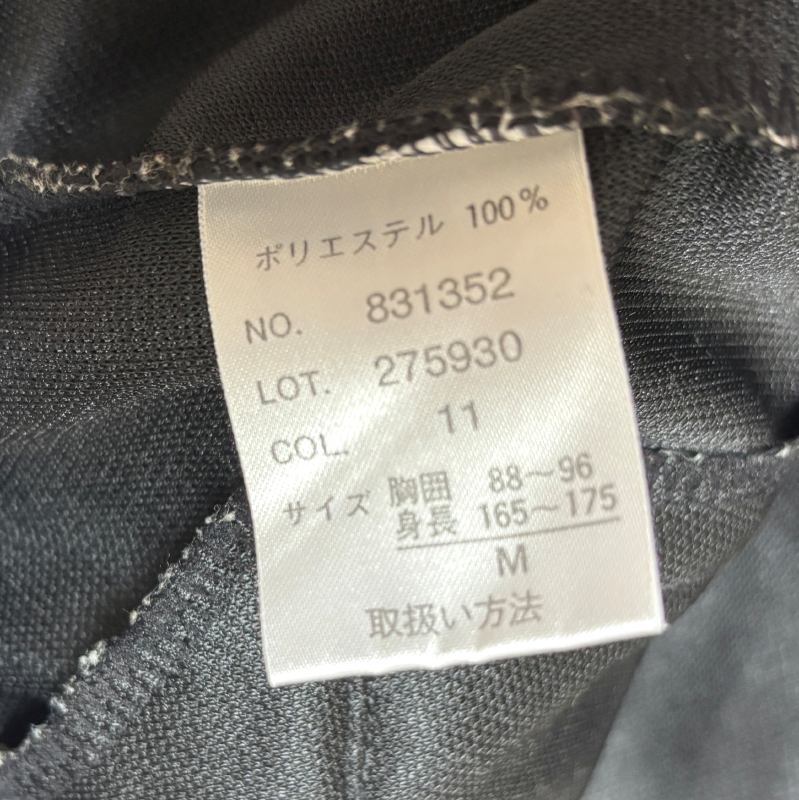 ポリエステル 100%
NO. 831352
LOT. 275930
COL. 11
サイズ 胸囲 88～96
身長 165～175
M
取扱い方法